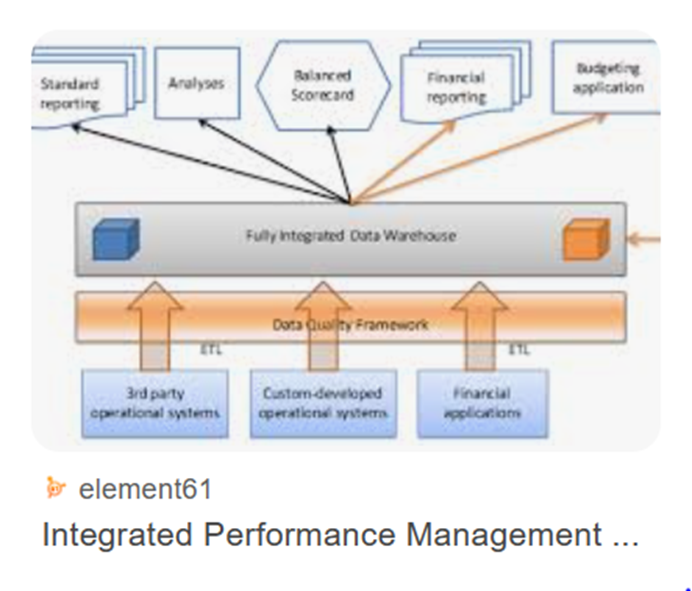 Standard
reporting
Analyses
Balanced
Scorecard
Financial
reporting
Budgeting
application
Fully Integrated Data Warehouse
Data Quality Framework
ETL
ETL
3rd party
operational systems
Custom-developed
operational systems
Financial
applications
element61
Integrated Performance Management ...